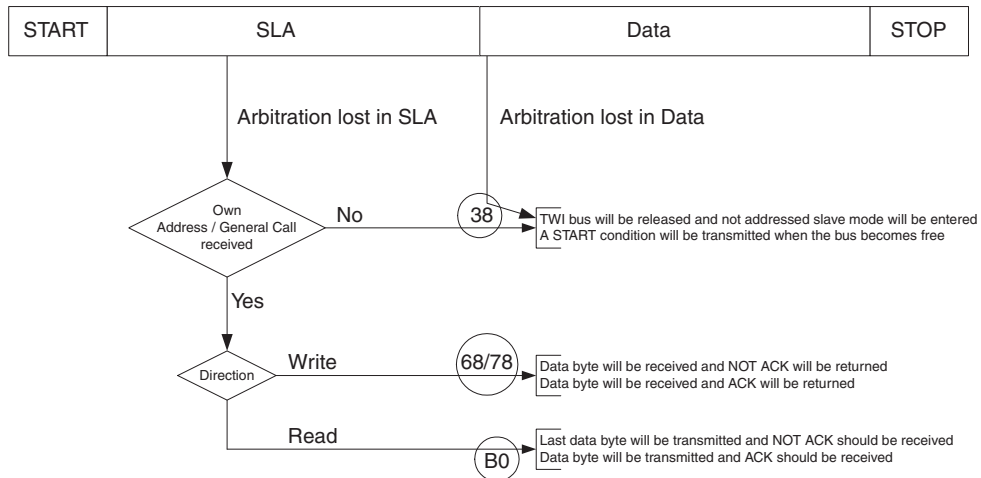 START SLA Data STOP
Arbitration lost in SLA Arbitration lost in Data
Own
Address / General Call
received
No
38
TWI bus will be released and not addressed slave mode will be entered
A START condition will be transmitted when the bus becomes free
Yes
Direction
Write
68/78
Data byte will be received and NOT ACK will be returned
Data byte will be received and ACK will be returned
Read
B0
Last data byte will be transmitted and NOT ACK should be received
Data byte will be transmitted and ACK should be received